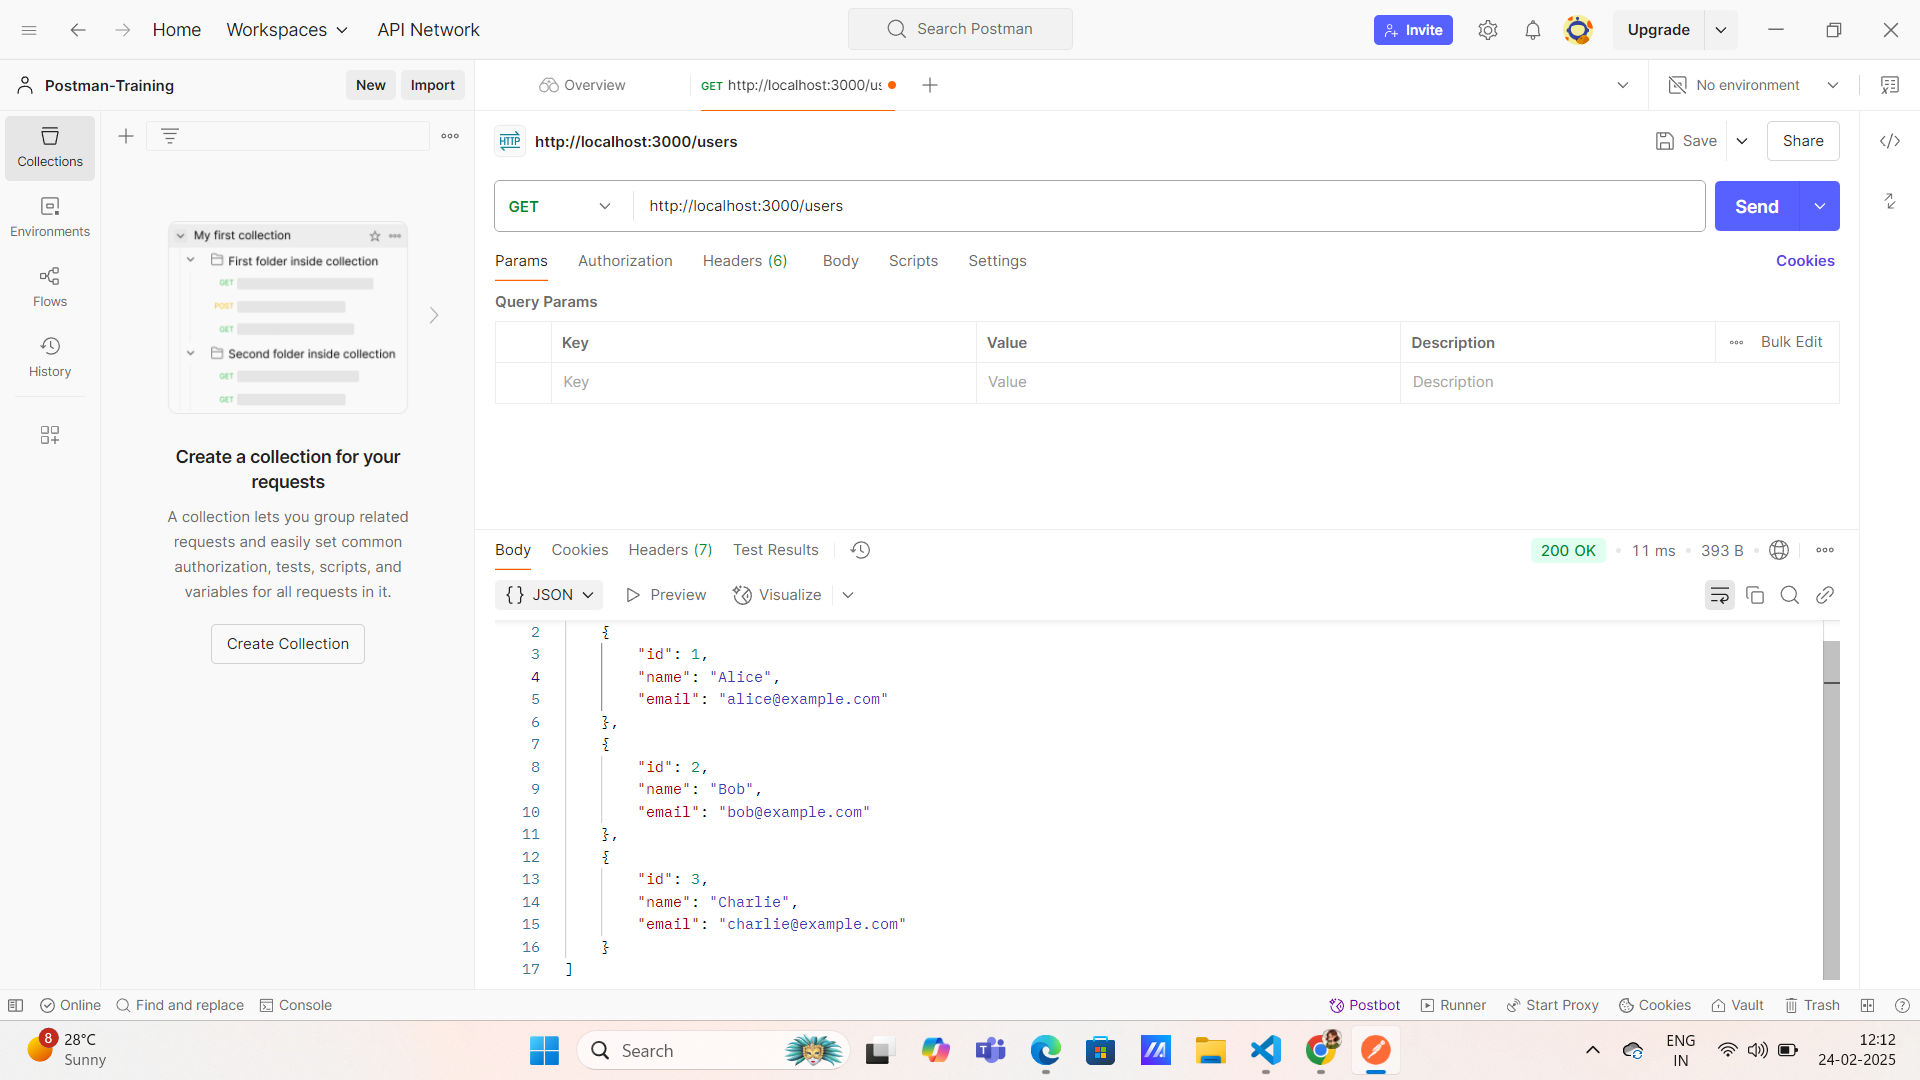 Home
Workspaces
API Network
Search Postman
Invite
Upgrade
Postman-Training
New
Import
Overview
GET http://localhost:3000/us
No environment
Collections
Environments
Flows
History
My first collection
First folder inside collection
GET
POST
GET
Second folder inside collection
GET
GET
Create a collection for your
requests
A collection lets you group related
requests and easily set common
authorization, tests, scripts, and
variables for all requests in it.
Create Collection
HTTP
http://localhost:3000/users
Save
Share
GET
http://localhost:3000/users
Send
Params
Authorization
Headers (6)
Body
Scripts
Settings
Cookies
Query Params
Key
Value
Description
Bulk Edit
Key
Value
Description
Body
Cookies
Headers (7)
Test Results
200 OK
11 ms
393 B
{} JSON
Preview
Visualize
2 {
3 "id": 1,
4 "name": "Alice",
5 "email": "alice@example.com"
6 },
7 {
8 "id": 2,
9 "name": "Bob",
10 "email": "bob@example.com"
11 },
12 {
13 "id": 3,
14 "name": "Charlie",
15 "email": "charlie@example.com"
16 }
17 ]
Online
Find and replace
Console
Postbot
Runner
Start Proxy
Cookies
Vault
Trash
8
28°C
Sunny
Search
ENG
IN
12:12
24-02-2025